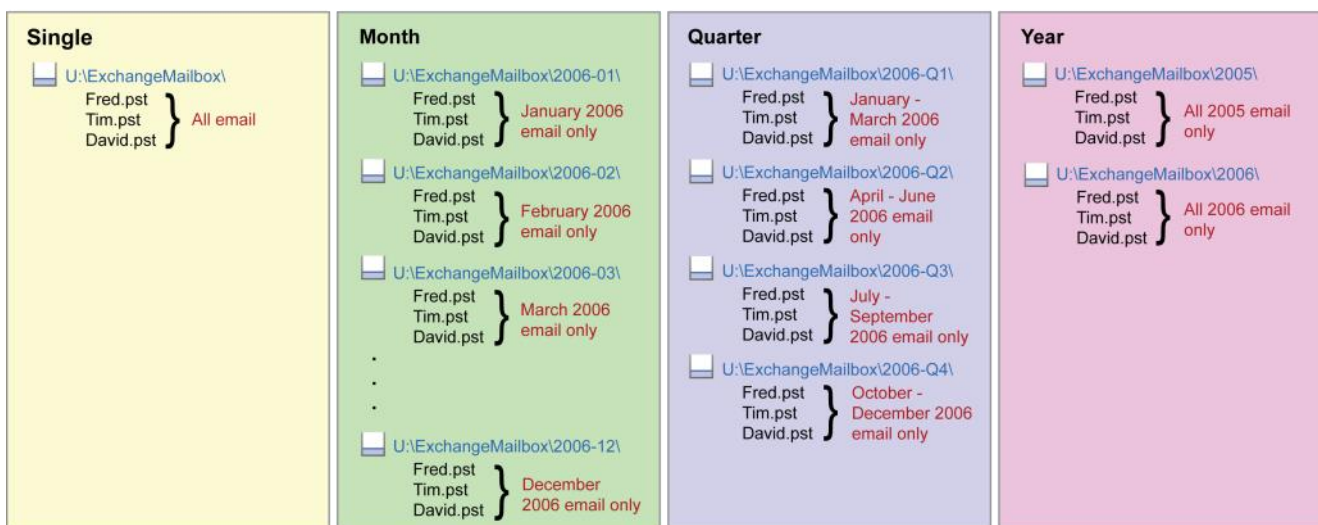 Single
U:\ExchangeMailbox\
Fred.pst
Tim.pst
David.pst
} All email
Month
U:\ExchangeMailbox\2006-01\
Fred.pst
Tim.pst
David.pst
} January 2006
email only
U:\ExchangeMailbox\2006-02\
Fred.pst
Tim.pst
David.pst
} February 2006
email only
U:\ExchangeMailbox\2006-03\
Fred.pst
Tim.pst
David.pst
} March 2006
email only
.
.
.
U:\ExchangeMailbox\2006-12\
Fred.pst
Tim.pst
David.pst
} December
2006 email only
Quarter
U:\ExchangeMailbox\2006-Q1\
Fred.pst
Tim.pst
David.pst
} January -
March 2006
email only
U:\ExchangeMailbox\2006-Q2\
Fred.pst
Tim.pst
David.pst
} April - June
2006 email
only
U:\ExchangeMailbox\2006-Q3\
Fred.pst
Tim.pst
David.pst
} July -
September
2006 email only
U:\ExchangeMailbox\2006-Q4\
Fred.pst
Tim.pst
David.pst
} October -
December 2006
email only
Year
U:\ExchangeMailbox\2005\
Fred.pst
Tim.pst
David.pst
} All 2005 email
only
U:\ExchangeMailbox\2006\
Fred.pst
Tim.pst
David.pst
} All 2006 email
only